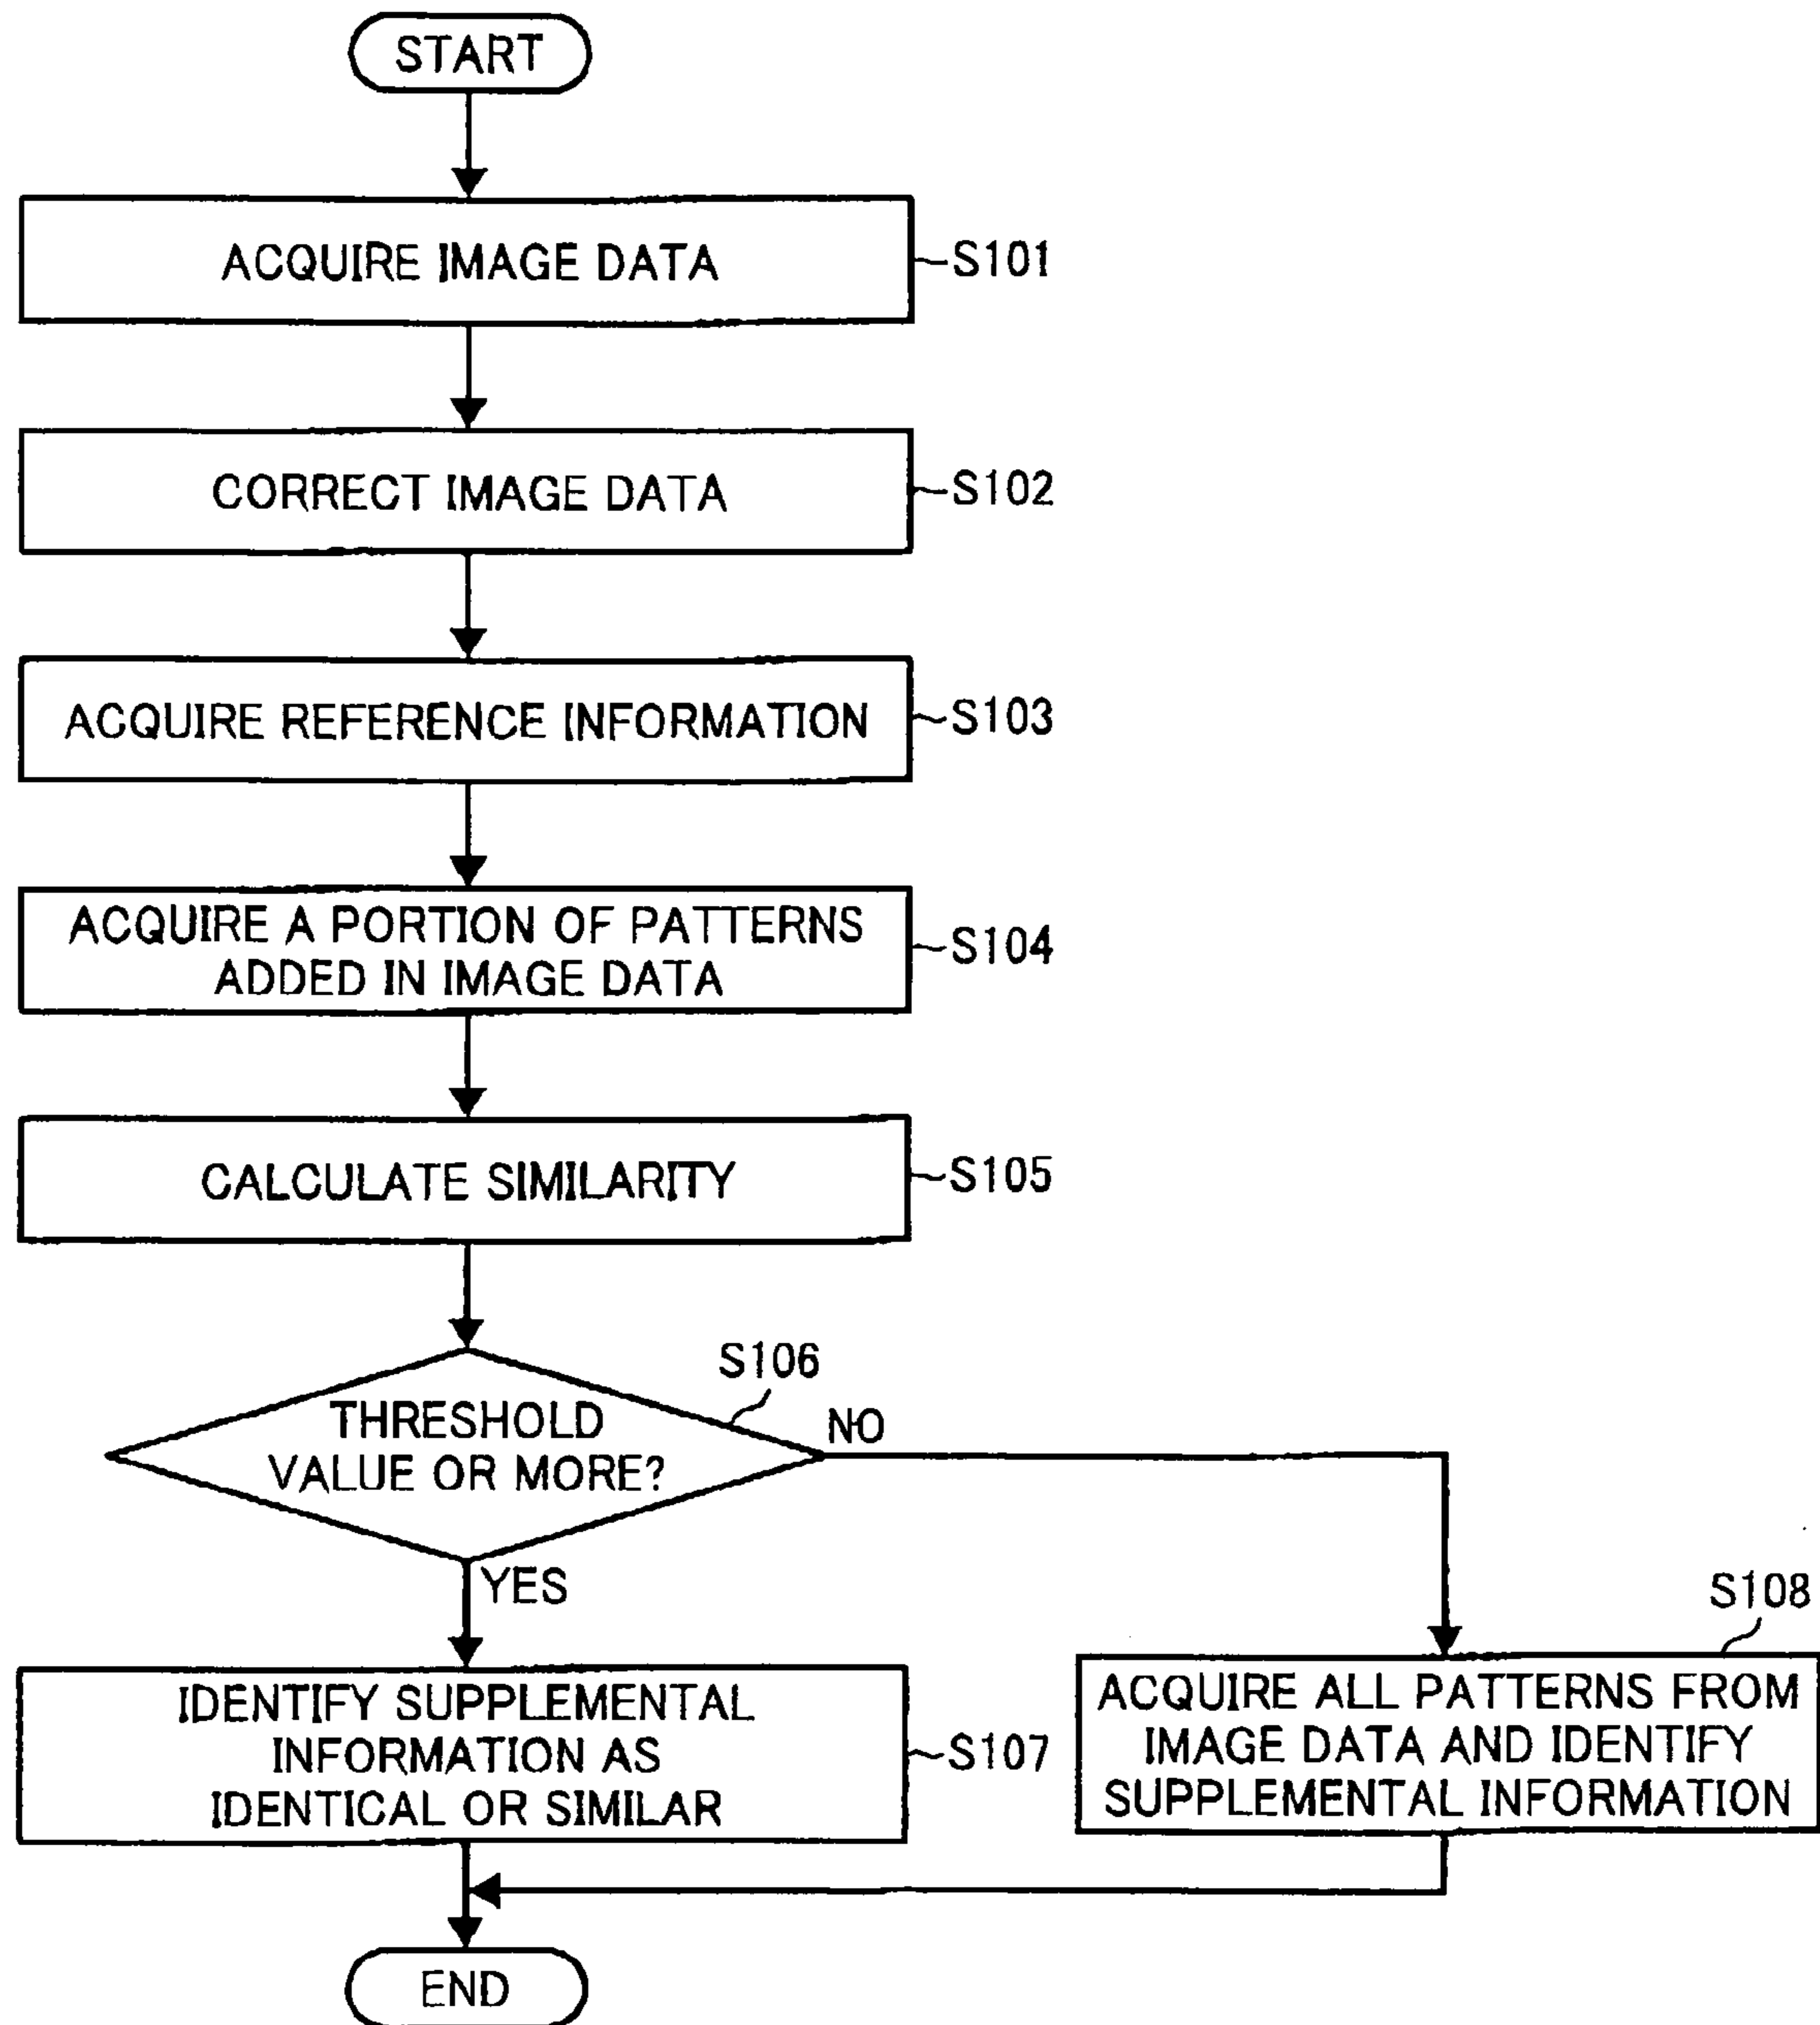 START
ACQUIRE IMAGE DATA
S101
CORRECT IMAGE DATA
S102
ACQUIRE REFERENCE INFORMATION
S103
ACQUIRE A PORTION OF PATTERNS
ADDED IN IMAGE DATA
S104
CALCULATE SIMILARITY
S105
S106
THRESHOLD
VALUE OR MORE?
NO
YES
IDENTIFY SUPPLEMENTAL
INFORMATION AS
IDENTICAL OR SIMILAR
S107
S108
ACQUIRE ALL PATTERNS FROM
IMAGE DATA AND IDENTIFY
SUPPLEMENTAL INFORMATION
END